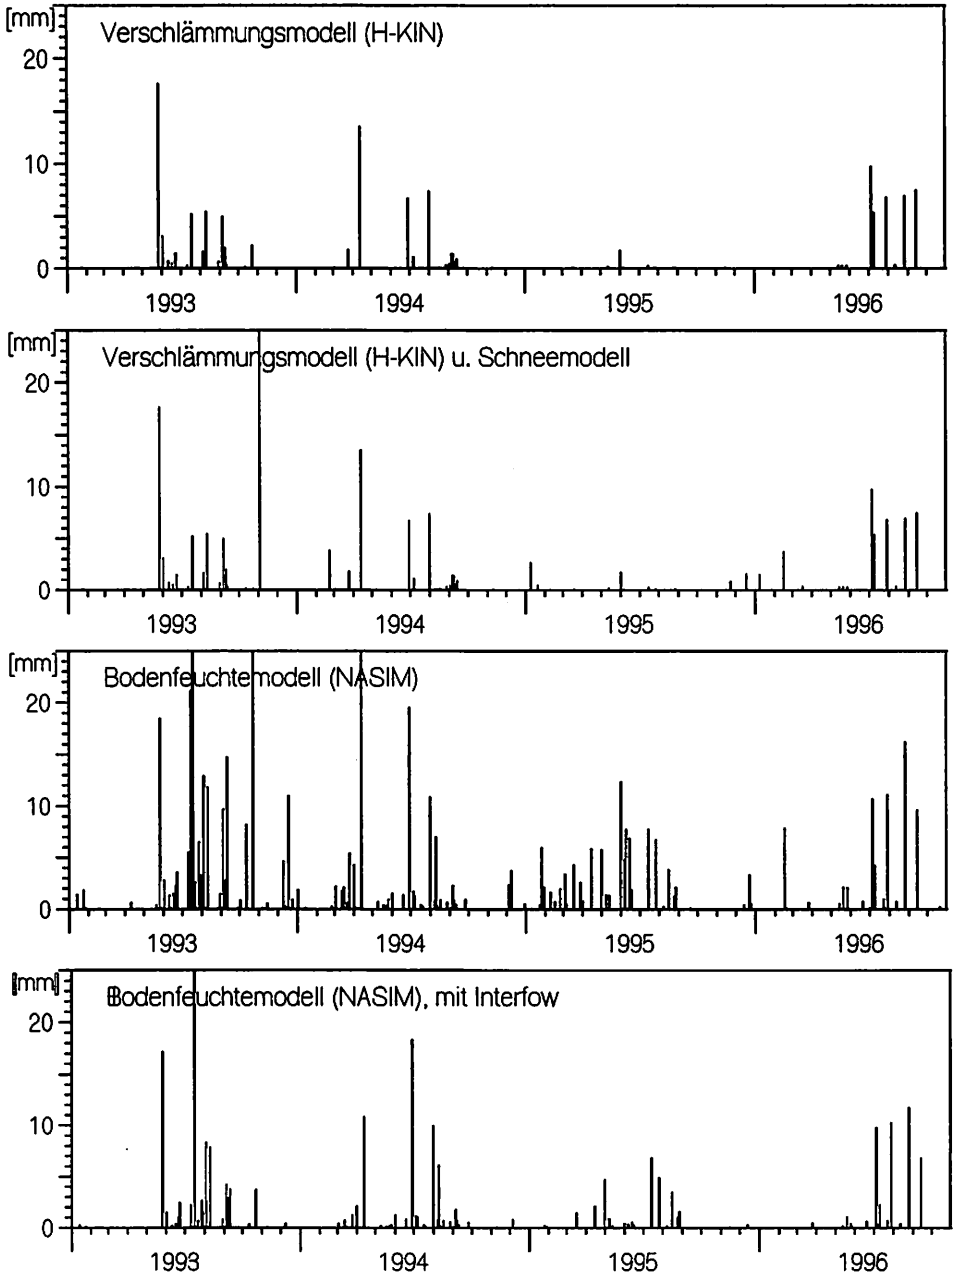 [mm]
Verschlämmungsmodell (H-KIN)
20
10
0
1993 1994 1995 1996
[mm]
Verschlämmungsmodell (H-KIN) u. Schneemodell
20
10
0
1993 1994 1995 1996
[mm]
Bodenfeuchtemodell (NASIM)
20
10
0
1993 1994 1995 1996
[mm]
Bodenfeuchtemodell (NASIM), mit Interfow
20
10
0
1993 1994 1995 1996